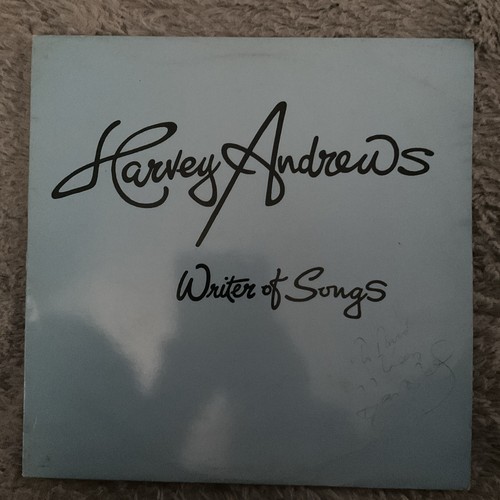 Harvey Andrews
Writer of Songs